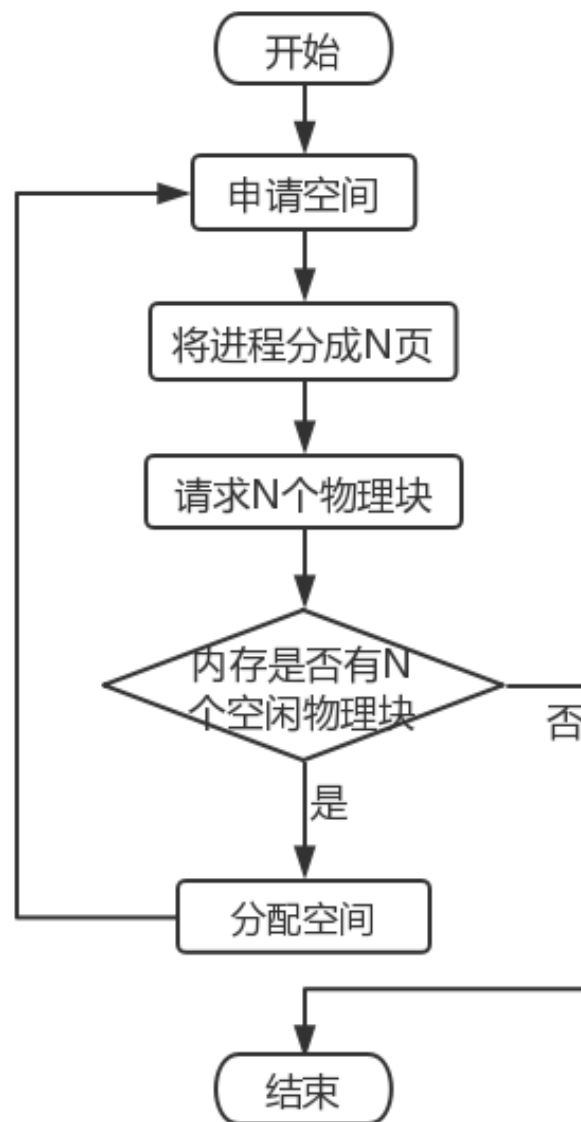 开始
申请空间
将进程分成N页
请求N个物理块
内存是否有N
个空闲物理块
否
是
分配空间
结束